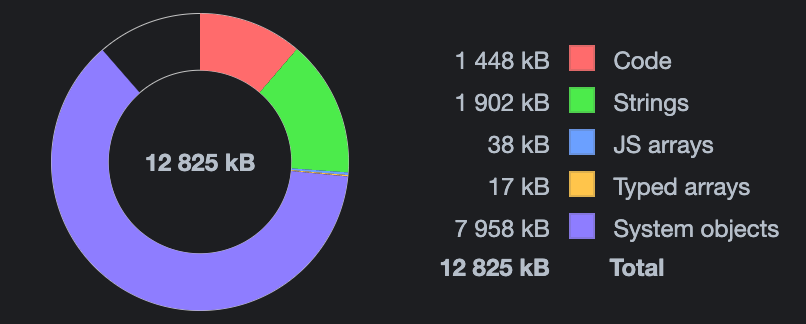 12 825 kB
1 448 kB Code
1 902 kB Strings
38 kB JS arrays
17 kB Typed arrays
7 958 kB System objects
12 825 kB Total